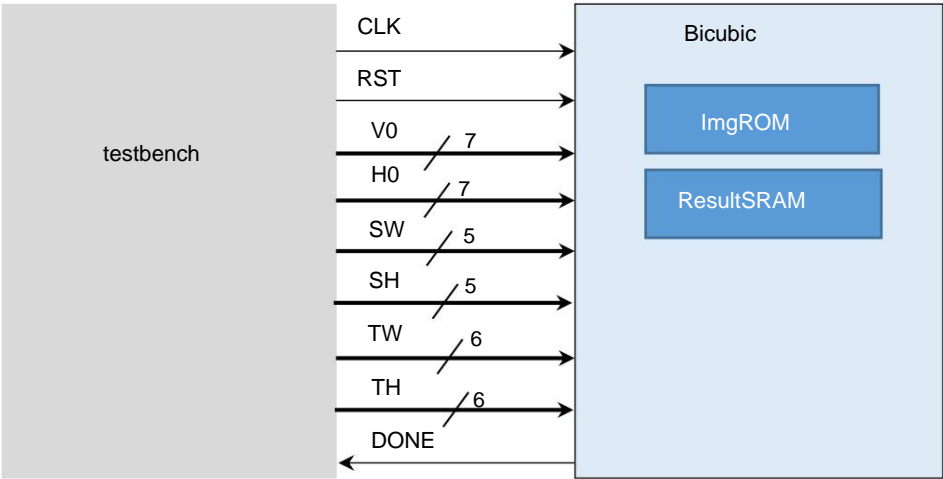 CLK
Bicubic
RST
ImgROM
V0
7
testbench
H0
7
ResultSRAM
SW
5
SH
5
TW
6
TH
6
DONE